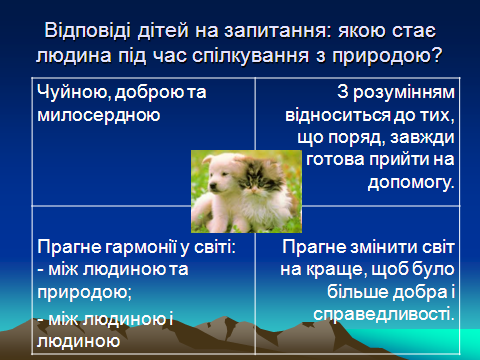 Відповіді дітей на запитання: якою стає
людина під час спілкування з природою?
Чуйною, доброю та
милосердною
З розумінням
відноситься до тих,
що поряд, завжди
готова прийти на
допомогу.
Прагне гармонії у світі:
- між людиною та
природою;
- між людиною і
людиною
Прагне змінити світ
на краще, щоб було
більше добра і
справедливості.